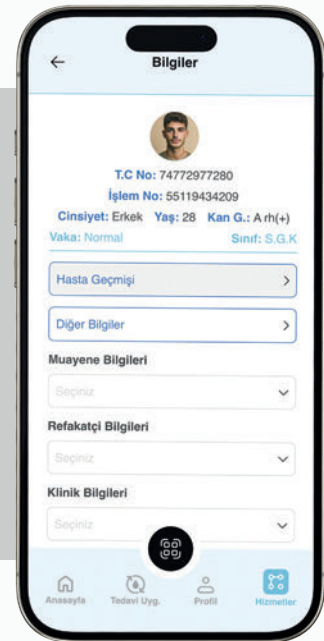 Bilgiler
T.C No: 74772977280
İşlem No: 55119434209
Cinsiyet: Erkek Yaş: 28 Kan G.: A rh(+)
Vaka: Normal Sınıf: S.G.K
Hasta Geçmişi
Diğer Bilgiler
Muayene Bilgileri
Seçiniz
Refakatçi Bilgileri
Seçiniz
Klinik Bilgileri
Seçiniz
Anasayfa Tedavi Uyg. Profil Hizmetler